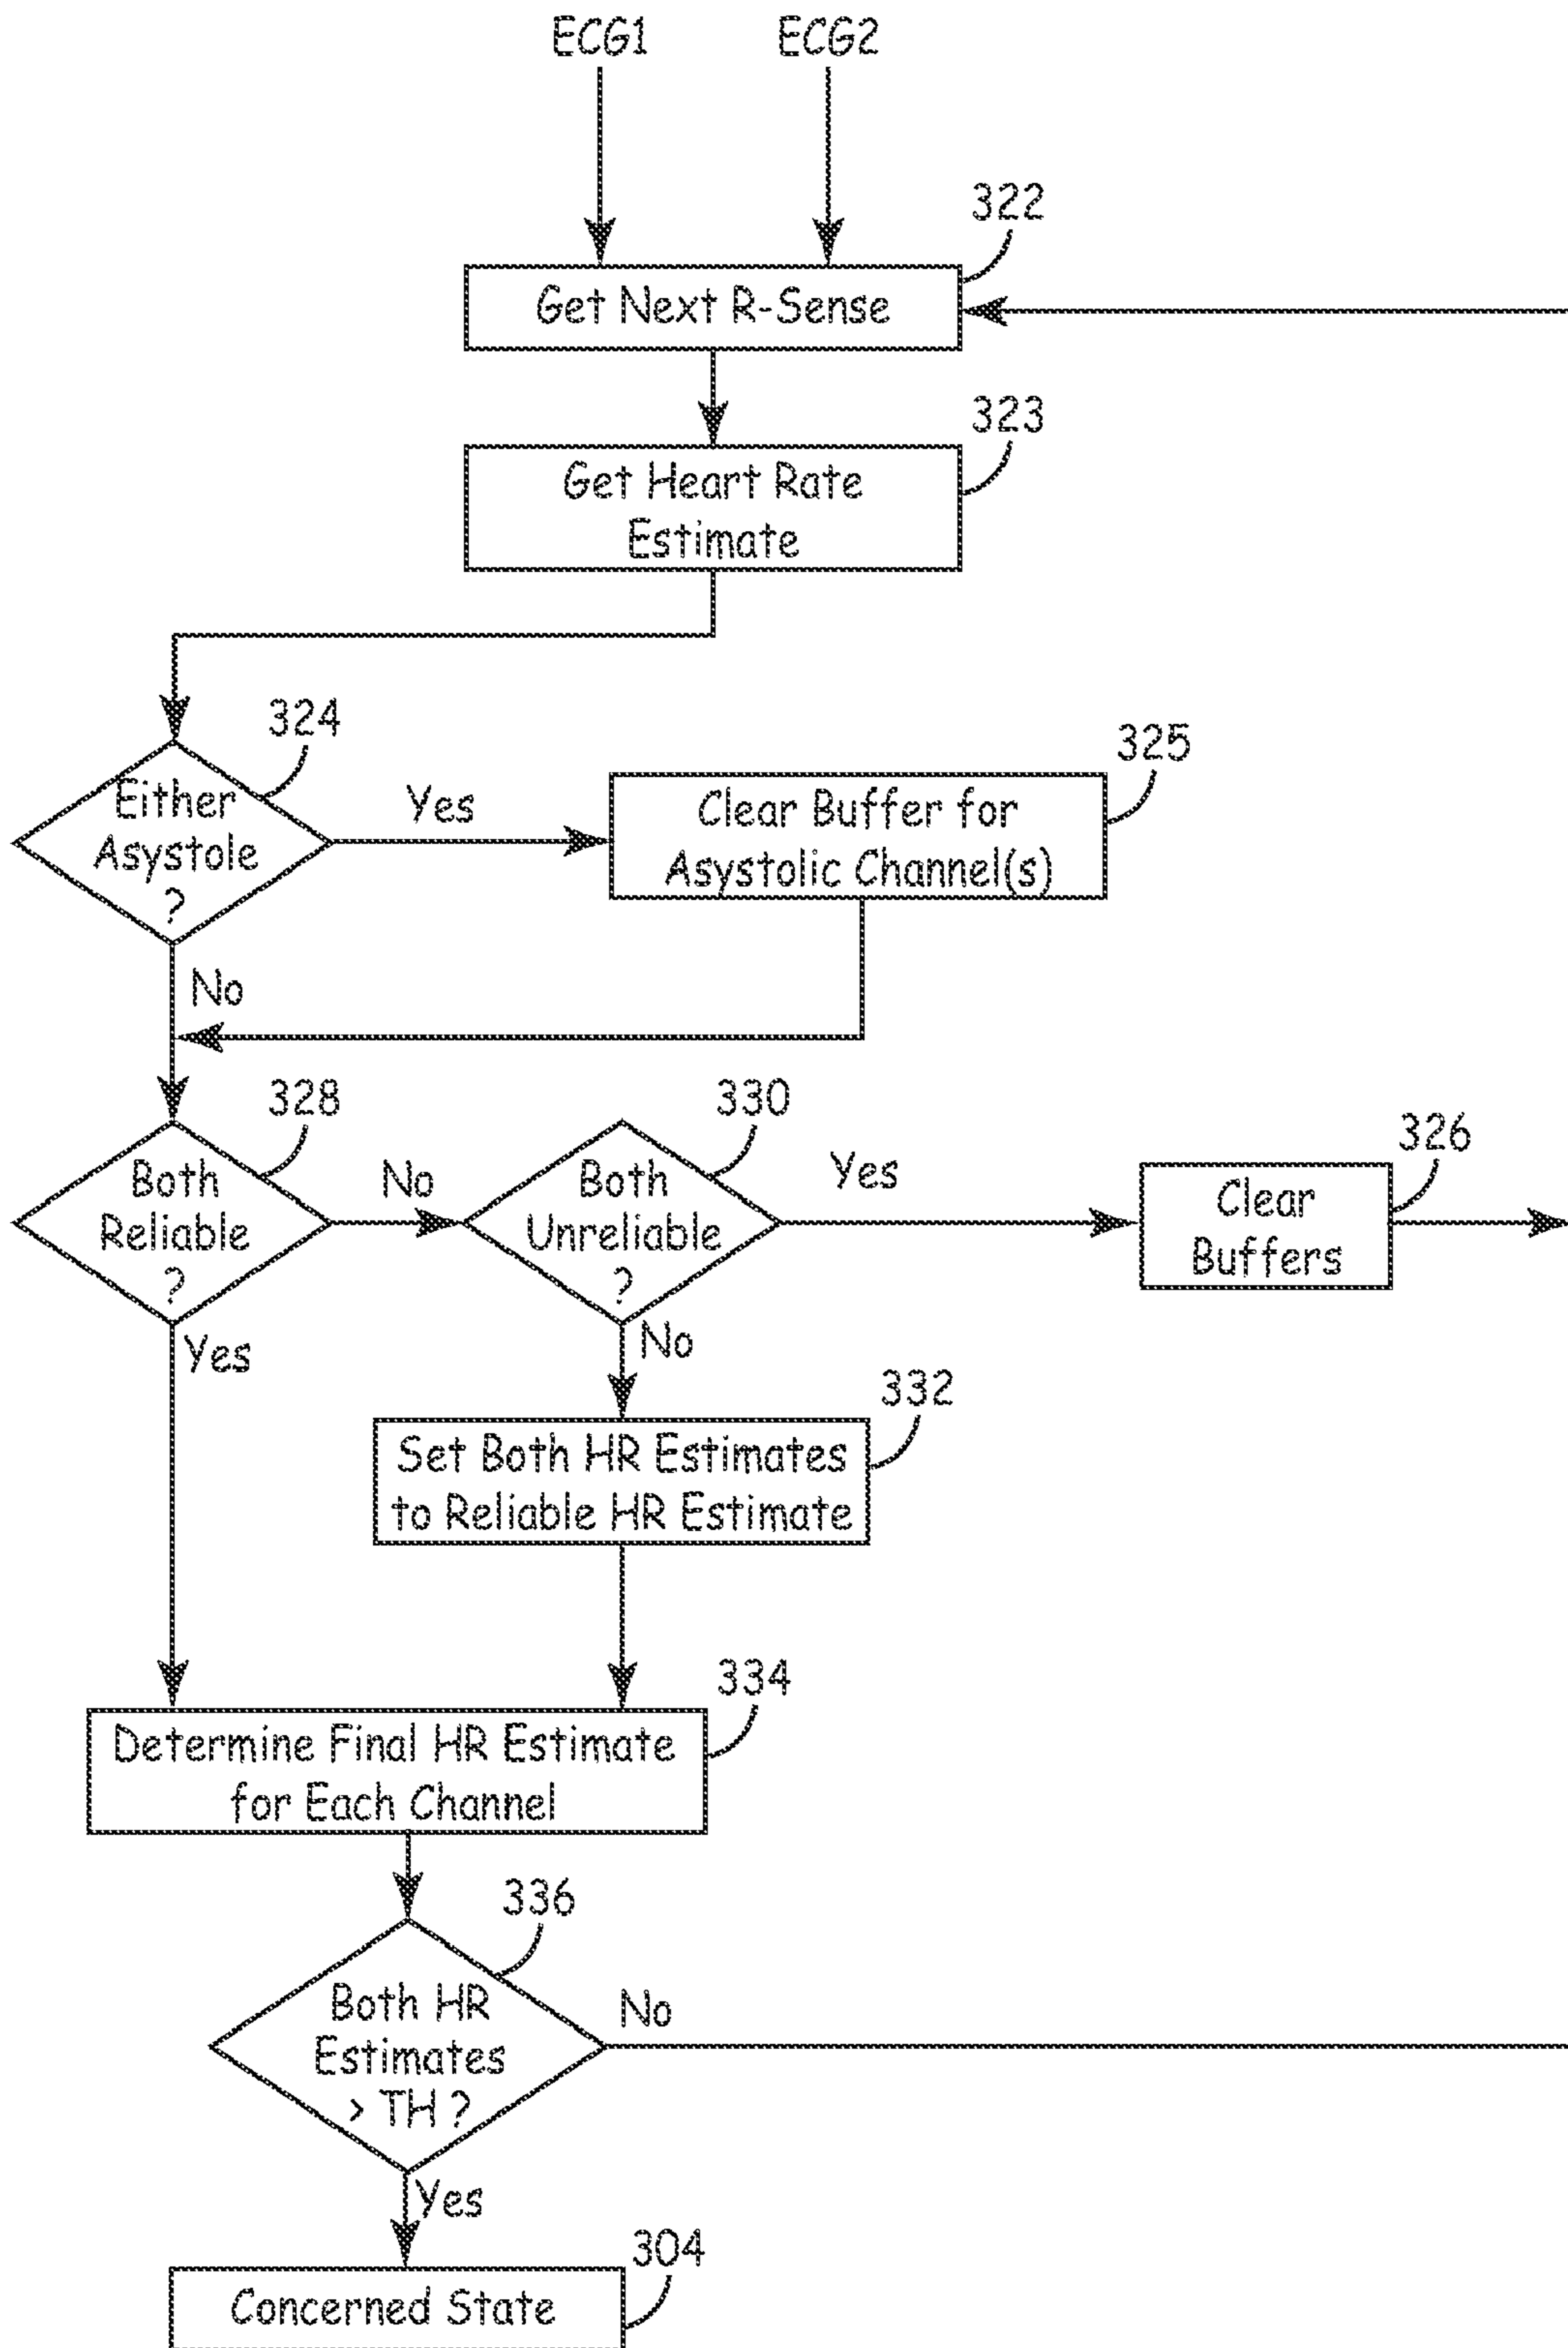 ECG1
ECG2
322
Get Next R-Sense
323
Get Heart Rate
Estimate
324
Either
Asystole
?
Yes
325
Clear Buffer for
Asystolic Channel(s)
No
328
Both
Reliable
?
No
330
Both
Unreliable
?
Yes
326
Clear
Buffers
Yes
No
332
Set Both HR Estimates
to Reliable HR Estimate
334
Determine Final HR Estimate
for Each Channel
336
Both HR
Estimates
> TH ?
No
Yes
304
Concerned State